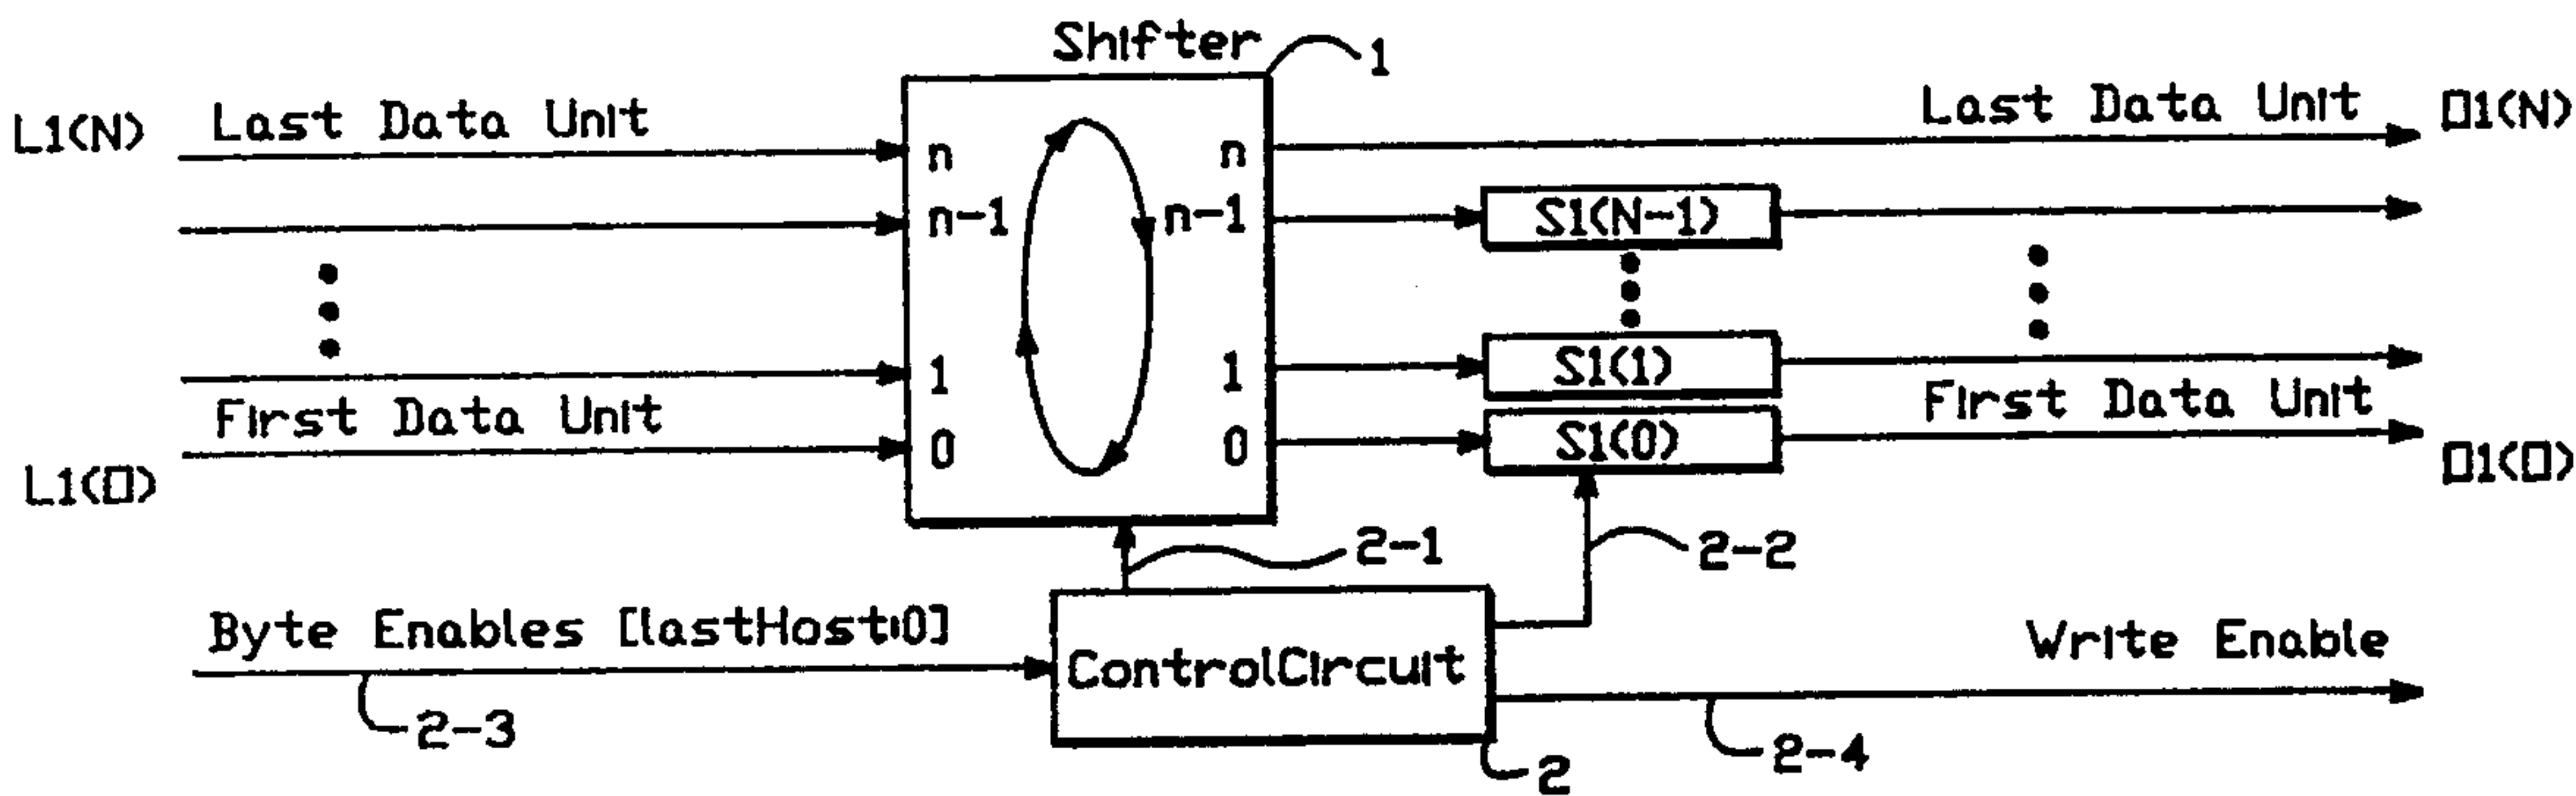 Shifter
1
L1(N)
Last Data Unit
n
n
Last Data Unit
O1(N)
n-1
n-1
S1(N-1)
1
1
S1(1)
First Data Unit
First Data Unit
0
0
S1(0)
L1(0)
O1(0)
2-1
2-2
Byte Enables [lastHost:0]
ControlCircuit
Write Enable
2-3
2-4
2